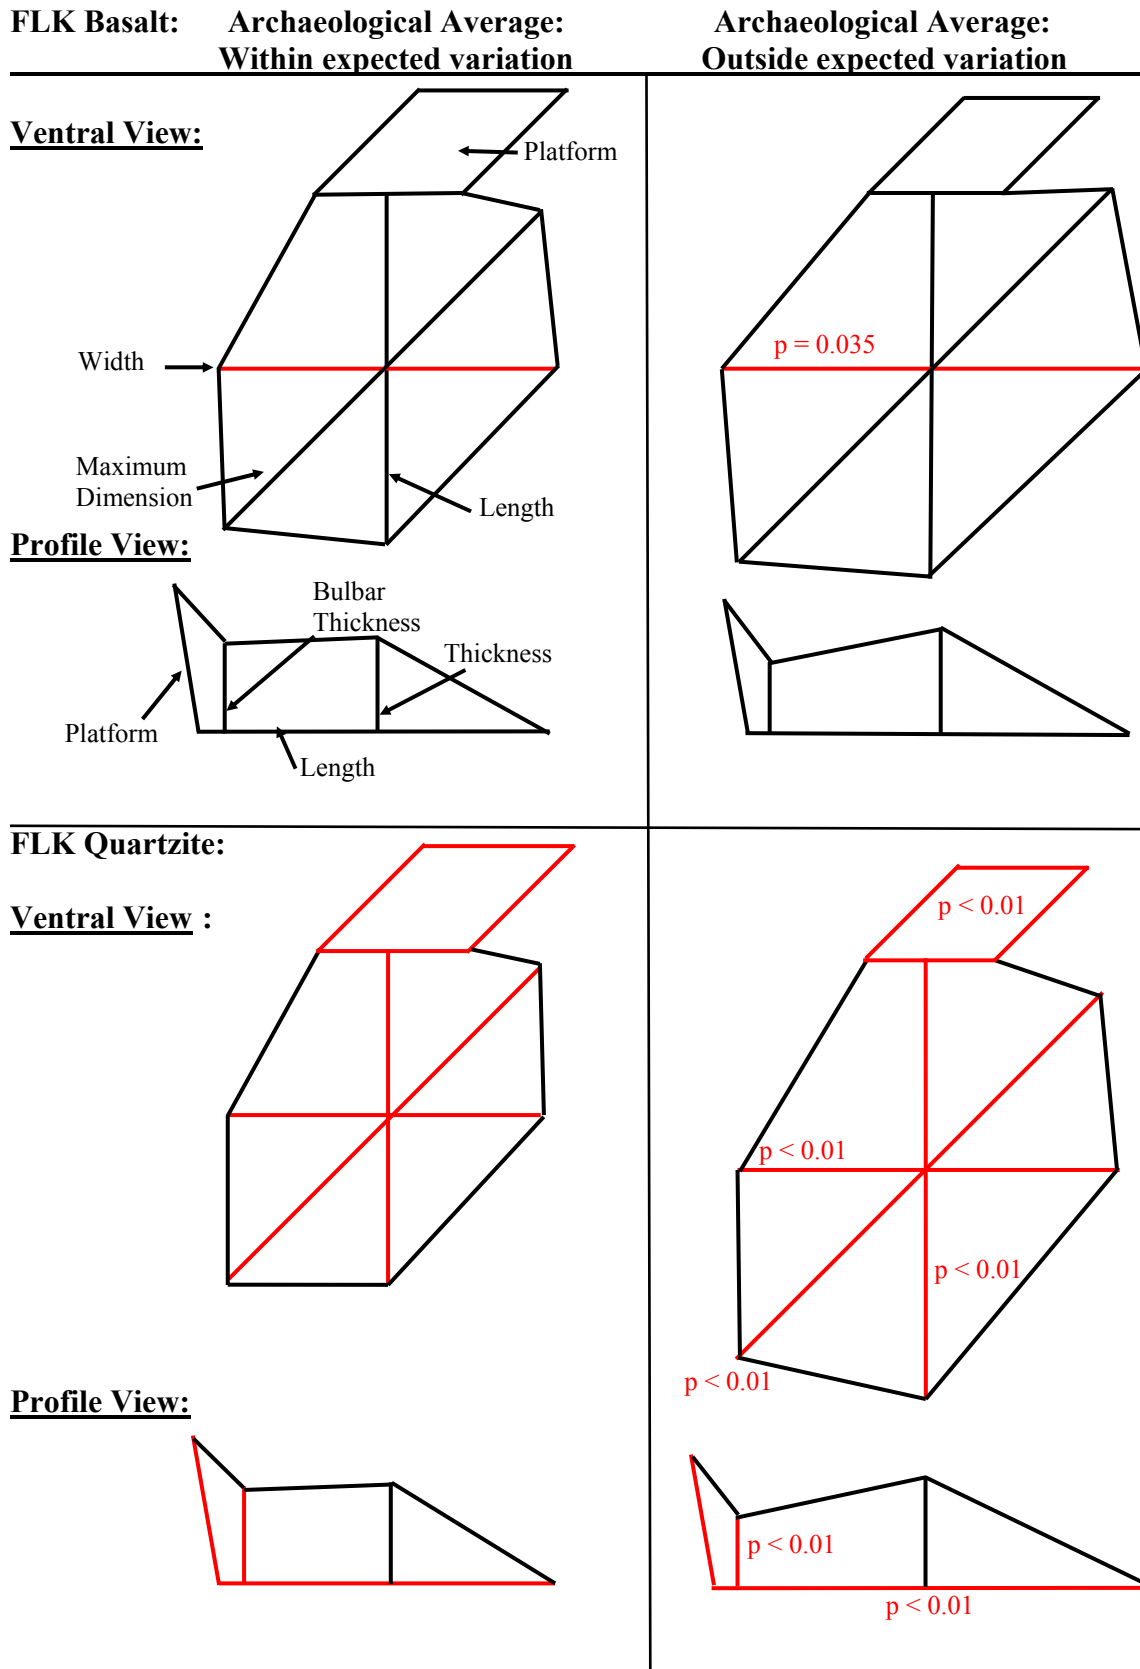 FLK Basalt:
Archaeological Average:
Within expected variation
Archaeological Average:
Outside expected variation
Ventral View:
Platform
Width
p = 0.035
Maximum
Dimension
Length
Profile View:
Bulbar
Thickness
Thickness
Platform
Length
FLK Quartzite:
Ventral View :
p < 0.01
p < 0.01
p < 0.01
p < 0.01
Profile View:
p < 0.01
p < 0.01